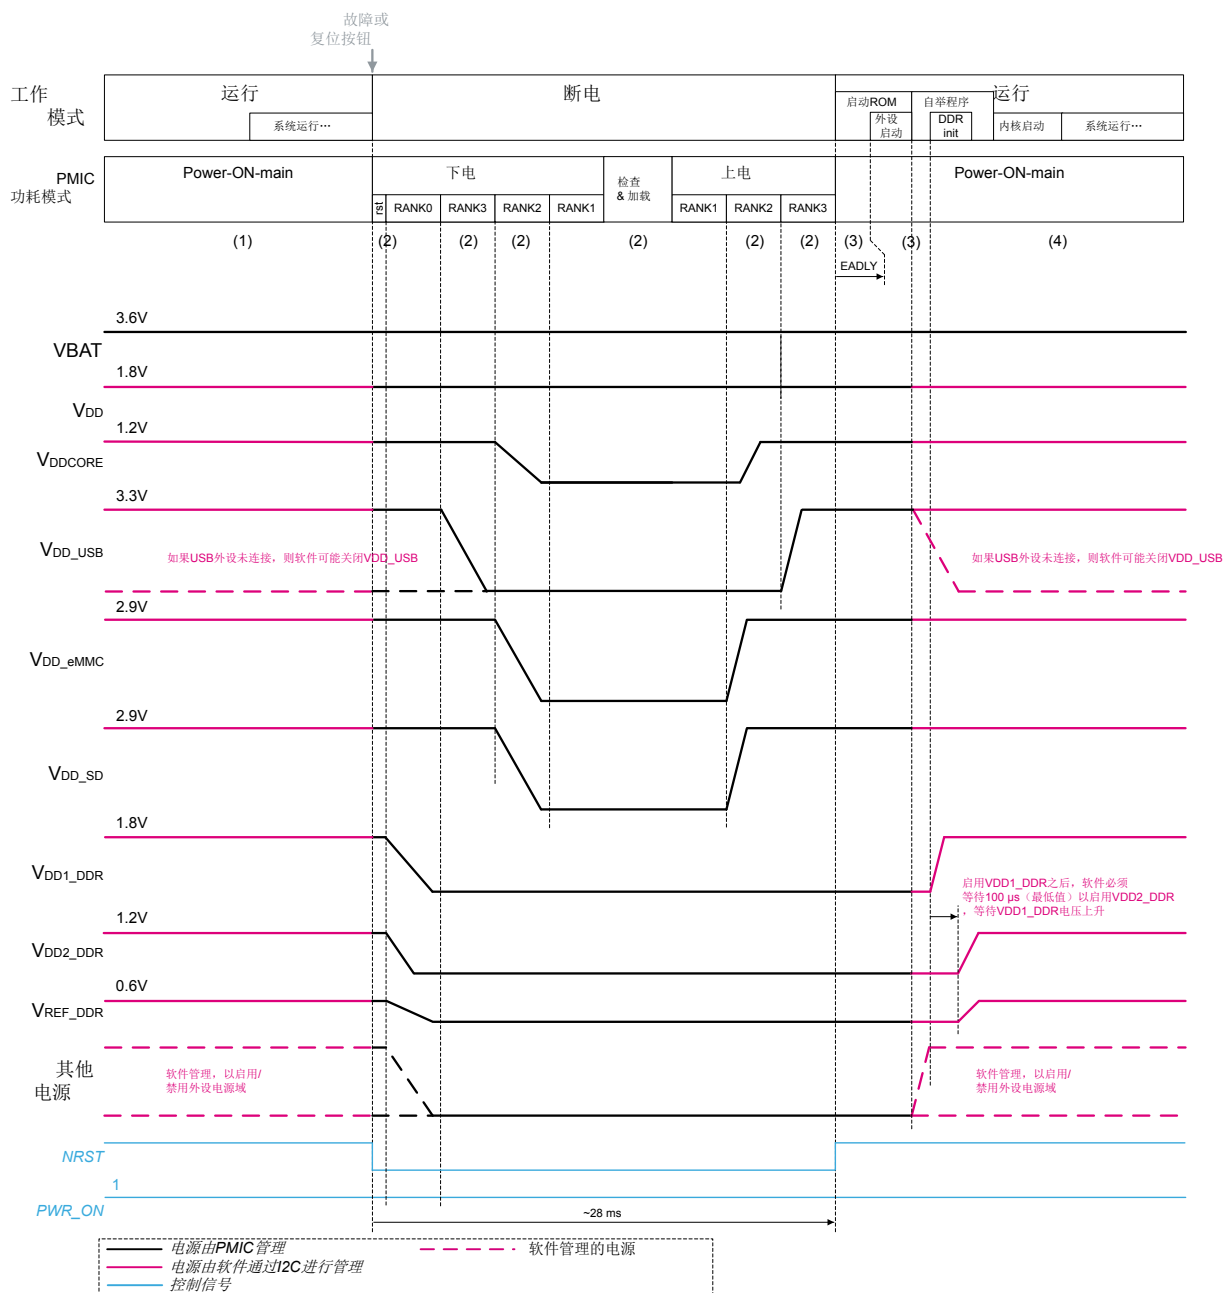 故障或
复位按钮
工作
模式
运行
断电
运行
系统运行…
启动ROM
外设
启动
自举程序
DDR
init
内核启动
系统运行…
PMIC
功耗模式
Power-ON-main
下电
检查
& 加载
上电
Power-ON-main
rst
RANK0
RANK3
RANK2
RANK1
RANK1
RANK2
RANK3
(1)
(2)
(2)
(2)
(2)
(2)
(2)
(3)
(3)
(4)
EADLY
3.6V
VBAT
1.8V
VDD
1.2V
VDDCORE
3.3V
VDD_USB
如果USB外设未连接，则软件可能关闭VDD_USB
如果USB外设未连接，则软件可能关闭VDD_USB
2.9V
VDD_eMMC
2.9V
VDD_SD
1.8V
VDD1_DDR
启用VDD1_DDR之后，软件必须
等待100 µs（最低值）以启用VDD2_DDR
，等待VDD1_DDR电压上升
1.2V
VDD2_DDR
0.6V
VREF_DDR
其他
电源
软件管理，以启用/
禁用外设电源域
软件管理，以启用/
禁用外设电源域
NRST
1
PWR_ON
~28 ms
电源由PMIC管理
软件管理的电源
电源由软件通过I2C进行管理
控制信号